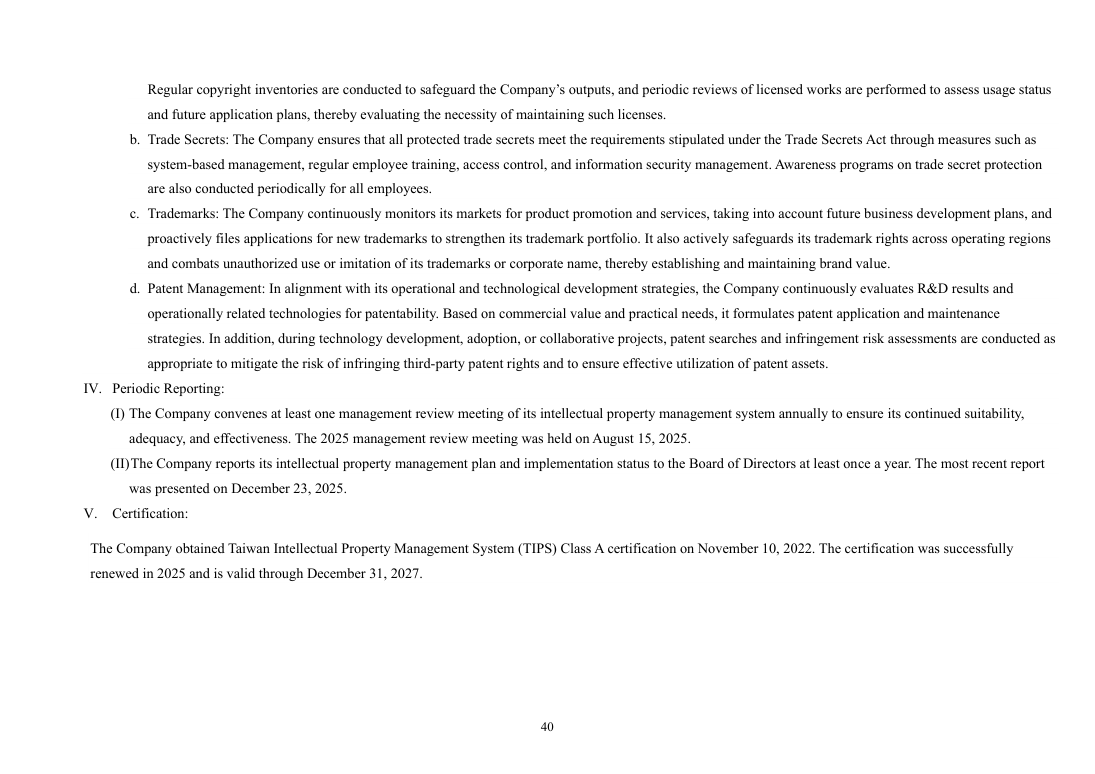 Regular copyright inventories are conducted to safeguard the Company’s outputs, and periodic reviews of licensed works are performed to assess usage status
and future application plans, thereby evaluating the necessity of maintaining such licenses.
b. Trade Secrets: The Company ensures that all protected trade secrets meet the requirements stipulated under the Trade Secrets Act through measures such as
system-based management, regular employee training, access control, and information security management. Awareness programs on trade secret protection
are also conducted periodically for all employees.
c. Trademarks: The Company continuously monitors its markets for product promotion and services, taking into account future business development plans, and
proactively files applications for new trademarks to strengthen its trademark portfolio. It also actively safeguards its trademark rights across operating regions
and combats unauthorized use or imitation of its trademarks or corporate name, thereby establishing and maintaining brand value.
d. Patent Management: In alignment with its operational and technological development strategies, the Company continuously evaluates R&D results and
operationally related technologies for patentability. Based on commercial value and practical needs, it formulates patent application and maintenance
strategies. In addition, during technology development, adoption, or collaborative projects, patent searches and infringement risk assessments are conducted as
appropriate to mitigate the risk of infringing third-party patent rights and to ensure effective utilization of patent assets.
IV. Periodic Reporting:
(I) The Company convenes at least one management review meeting of its intellectual property management system annually to ensure its continued suitability,
adequacy, and effectiveness. The 2025 management review meeting was held on August 15, 2025.
(II)The Company reports its intellectual property management plan and implementation status to the Board of Directors at least once a year. The most recent report
was presented on December 23, 2025.
V. Certification:
The Company obtained Taiwan Intellectual Property Management System (TIPS) Class A certification on November 10, 2022. The certification was successfully
renewed in 2025 and is valid through December 31, 2027.
40